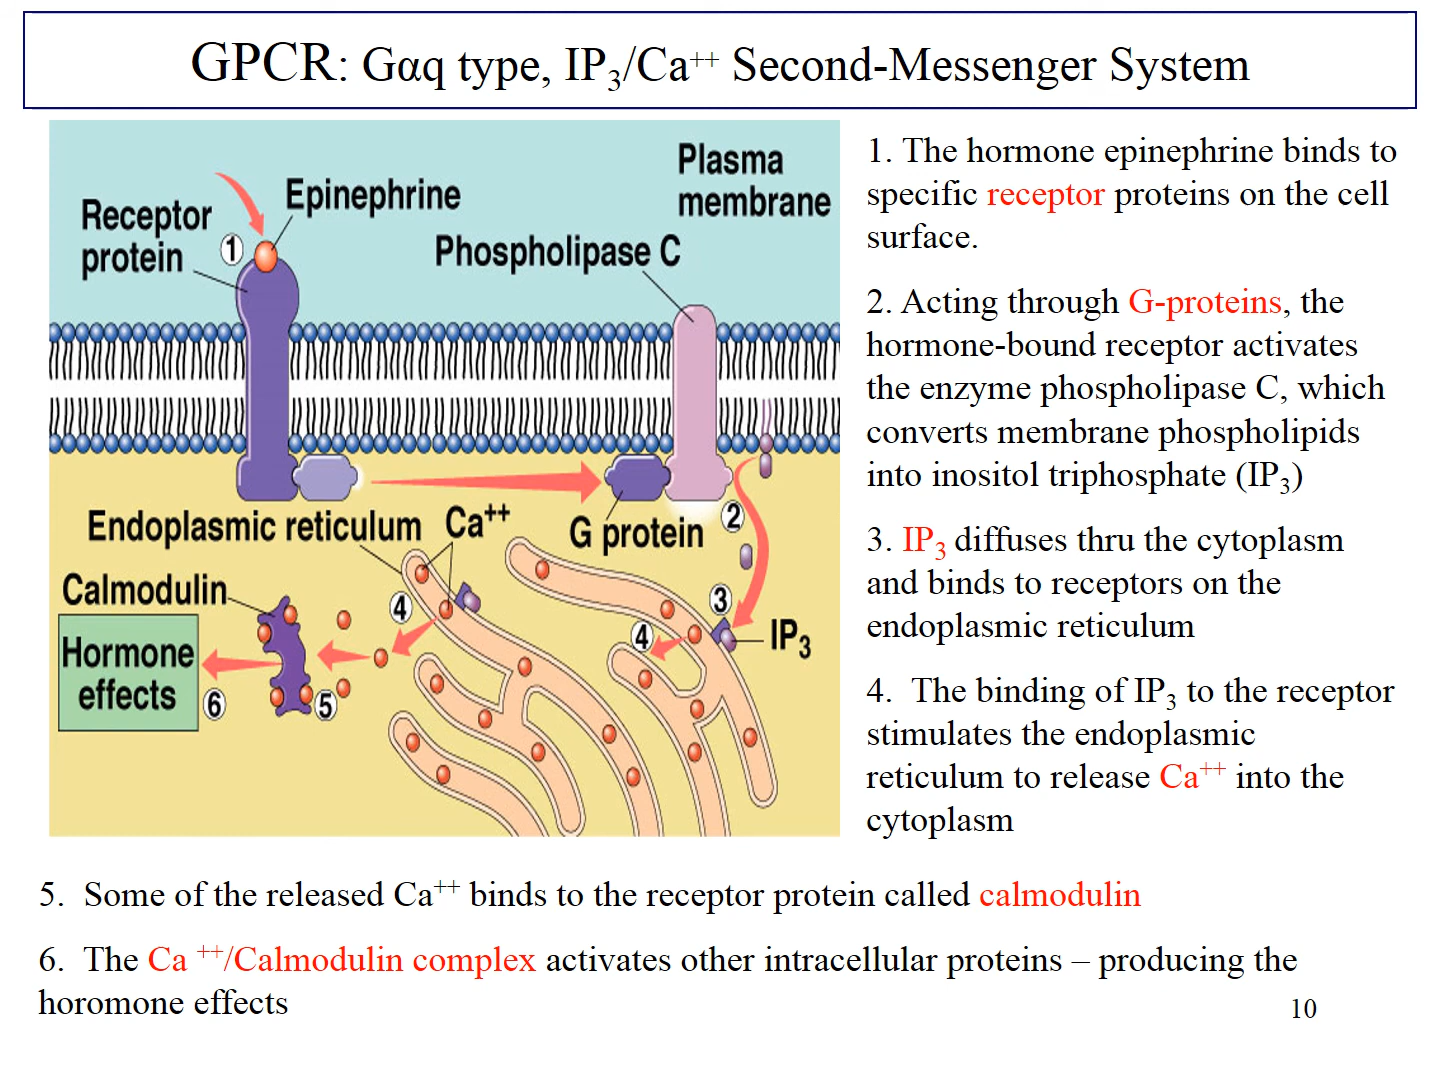 GPCR: Gαq type, IP₃/Ca⁺⁺ Second-Messenger System
Receptor
protein
1
Epinephrine
Plasma
membrane
Phospholipase C
Endoplasmic reticulum
Ca⁺⁺
G protein
2
Calmodulin
4
3
4
IP₃
Hormone
effects
6
5
1. The hormone epinephrine binds to
specific receptor proteins on the cell
surface.
2. Acting through G-proteins, the
hormone-bound receptor activates
the enzyme phospholipase C, which
converts membrane phospholipids
into inositol triphosphate (IP₃)
3. IP₃ diffuses thru the cytoplasm
and binds to receptors on the
endoplasmic reticulum
4. The binding of IP₃ to the receptor
stimulates the endoplasmic
reticulum to release Ca⁺⁺ into the
cytoplasm
5. Some of the released Ca⁺⁺ binds to the receptor protein called calmodulin
6. The Ca ⁺⁺/Calmodulin complex activates other intracellular proteins – producing the
horomone effects
10